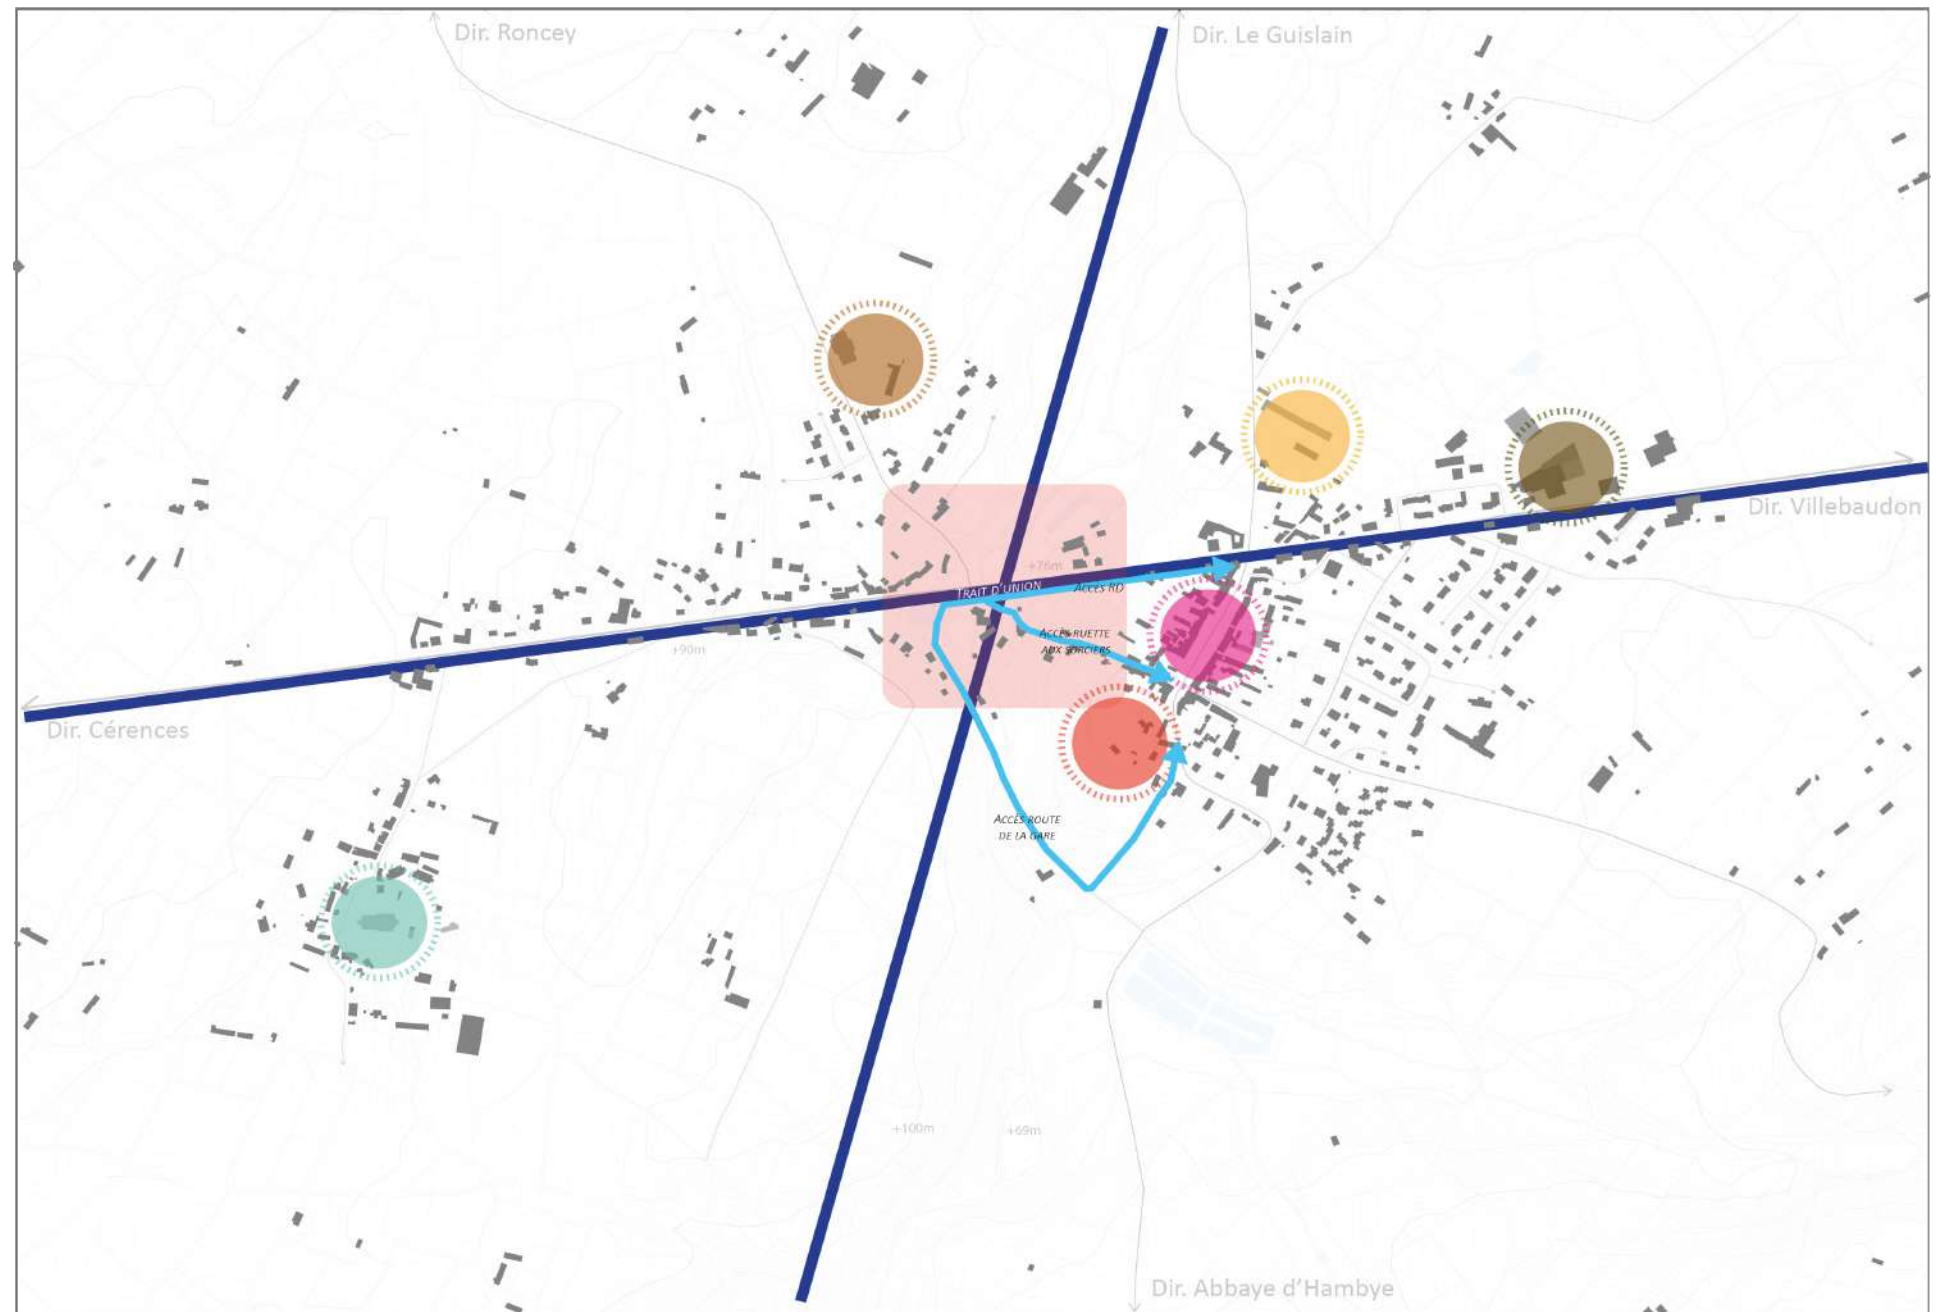 Dir. Roncey
Dir. Le Guislain
Dir. Villebaudon
+76m
TRAIT D'UNION
ACCÈS RD
ACCÈS RUETTE
AUX SORCIERS
+90m
Dir. Cérences
ACCÈS ROUTE
DE LA GARE
+100m
+69m
Dir. Abbaye d'Hambye